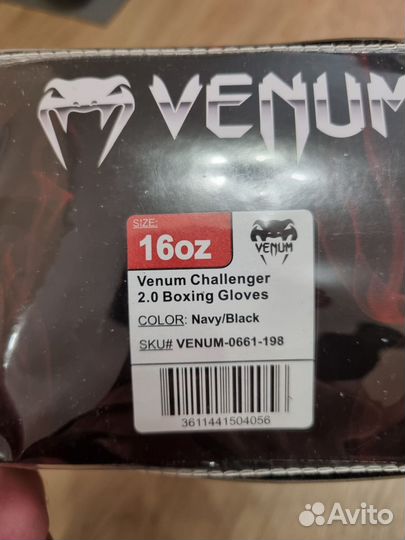 VENUM
SIZE:
16oz
VENUM
Venum Challenger
2.0 Boxing Gloves
COLOR: Navy/Black
SKU# VENUM-0661-198
3611441504056
Avito